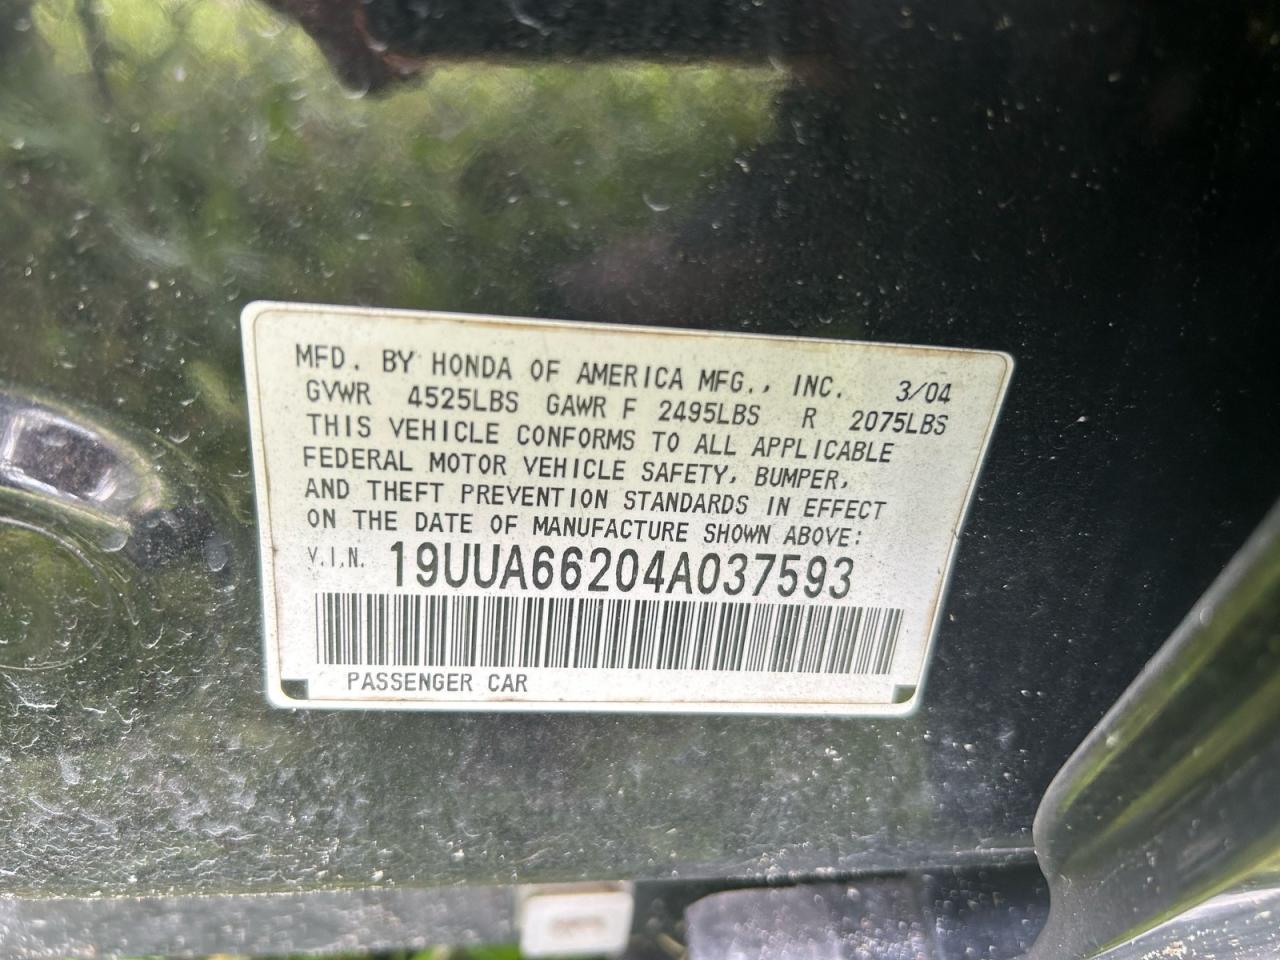 MFD. BY HONDA OF AMERICA MFG., INC. 3/04
GVWR 4525LBS GAWR F 2495LBS R 2075LBS
THIS VEHICLE CONFORMS TO ALL APPLICABLE
FEDERAL MOTOR VEHICLE SAFETY, BUMPER,
AND THEFT PREVENTION STANDARDS IN EFFECT
ON THE DATE OF MANUFACTURE SHOWN ABOVE:
V.I.N. 19UUA66204A037593
PASSENGER CAR